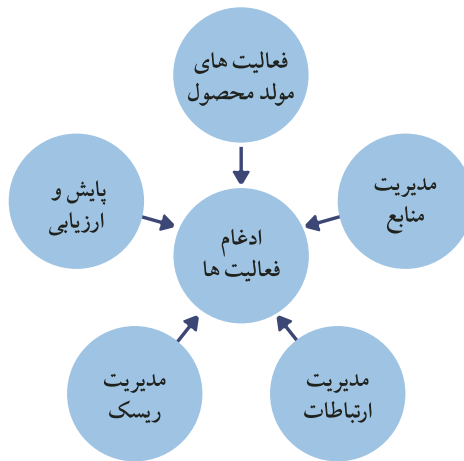 فعالیت های
مولد محصول
مدیریت
منابع
پایش و
ارزیابی
ادغام
فعالیت ها
مدیریت
ارتباطات
مدیریت
ریسک